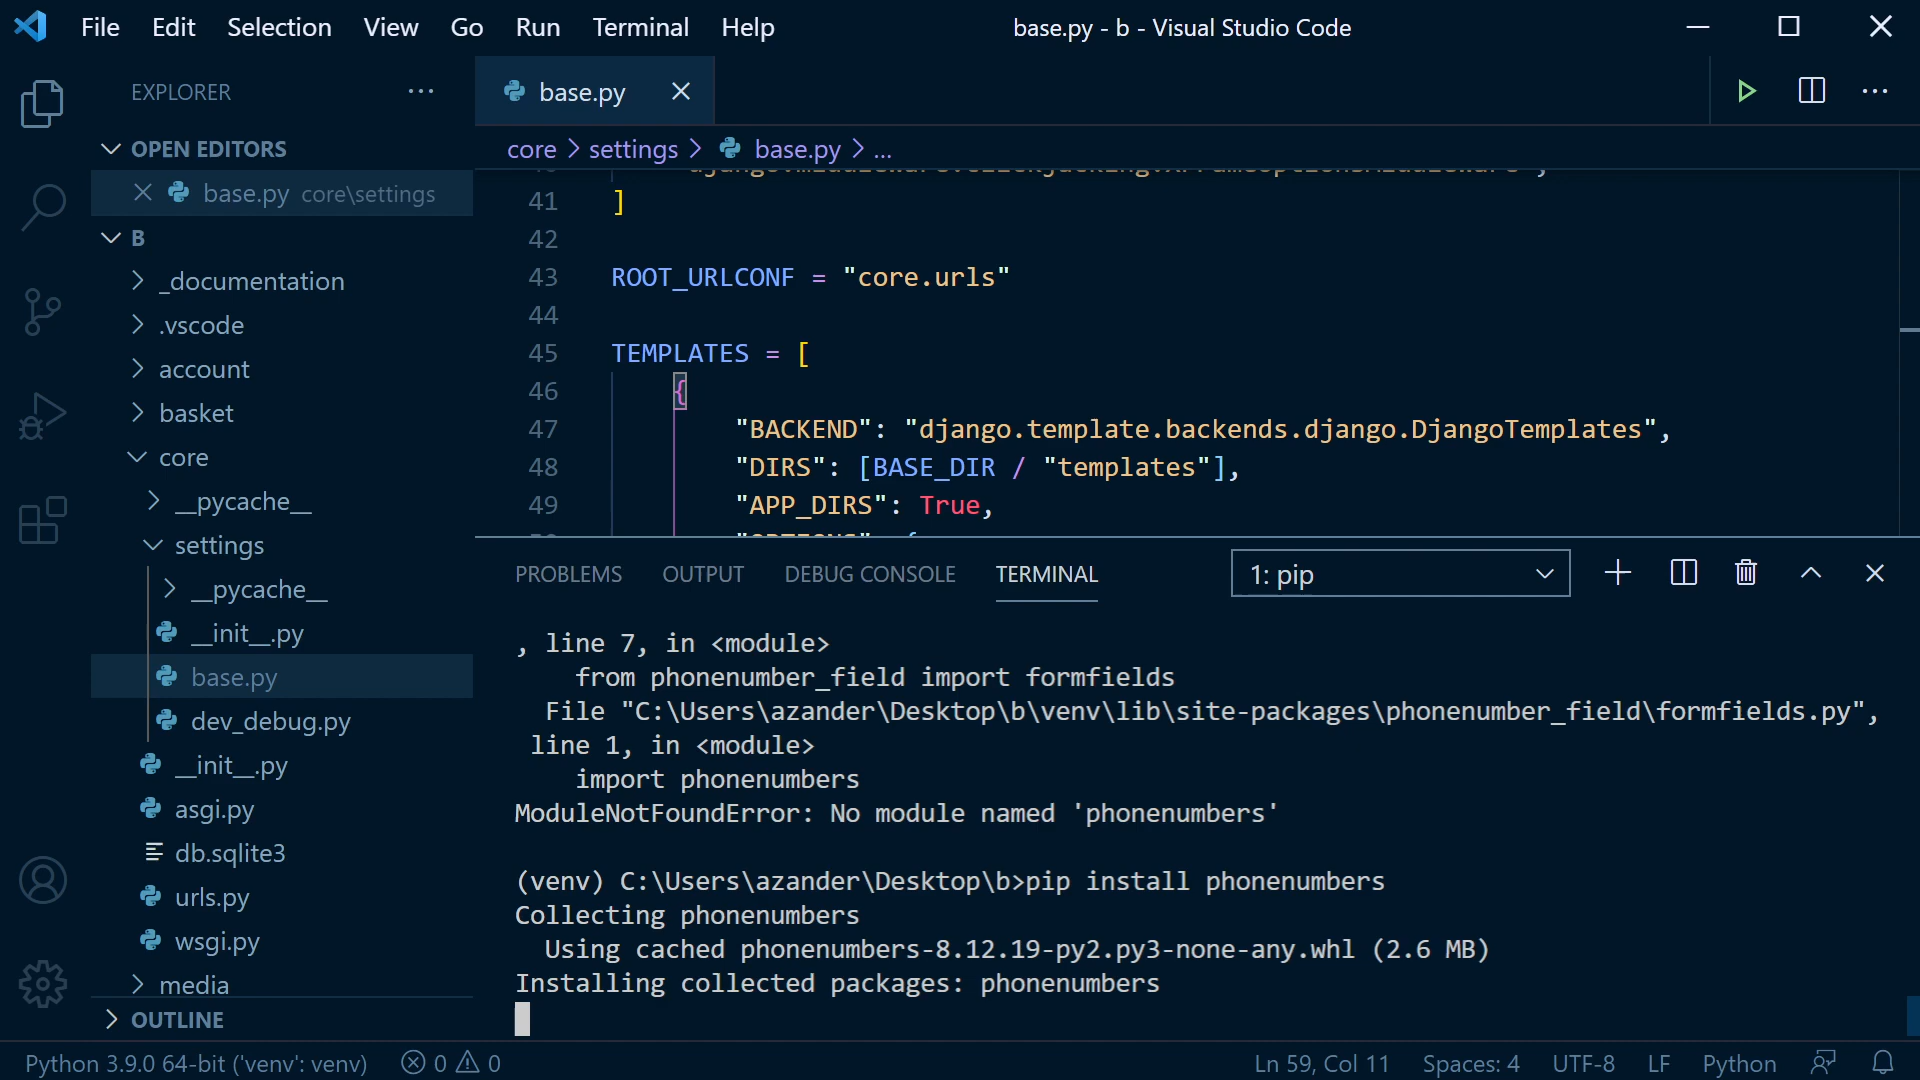 File Edit Selection View Go Run Terminal Help base.py - b - Visual Studio Code
EXPLORER
OPEN EDITORS
base.py core\settings
B
_documentation
.vscode
account
basket
core
__pycache__
settings
__pycache__
__init__.py
base.py
dev_debug.py
__init__.py
asgi.py
db.sqlite3
urls.py
wsgi.py
media
OUTLINE
base.py
core > settings > base.py > ...
41 ]
42
43 ROOT_URLCONF = "core.urls"
44
45 TEMPLATES = [
46 {
47 "BACKEND": "django.template.backends.django.DjangoTemplates",
48 "DIRS": [BASE_DIR / "templates"],
49 "APP_DIRS": True,
PROBLEMS OUTPUT DEBUG CONSOLE TERMINAL 1: pip
, line 7, in <module>
from phonenumber_field import formfields
File "C:\Users\azander\Desktop\b\venv\lib\site-packages\phonenumber_field\formfields.py",
line 1, in <module>
import phonenumbers
ModuleNotFoundError: No module named 'phonenumbers'
(venv) C:\Users\azander\Desktop\b>pip install phonenumbers
Collecting phonenumbers
Using cached phonenumbers-8.12.19-py2.py3-none-any.whl (2.6 MB)
Installing collected packages: phonenumbers
Python 3.9.0 64-bit ('venv': venv) 0 0 Ln 59, Col 11 Spaces: 4 UTF-8 LF Python